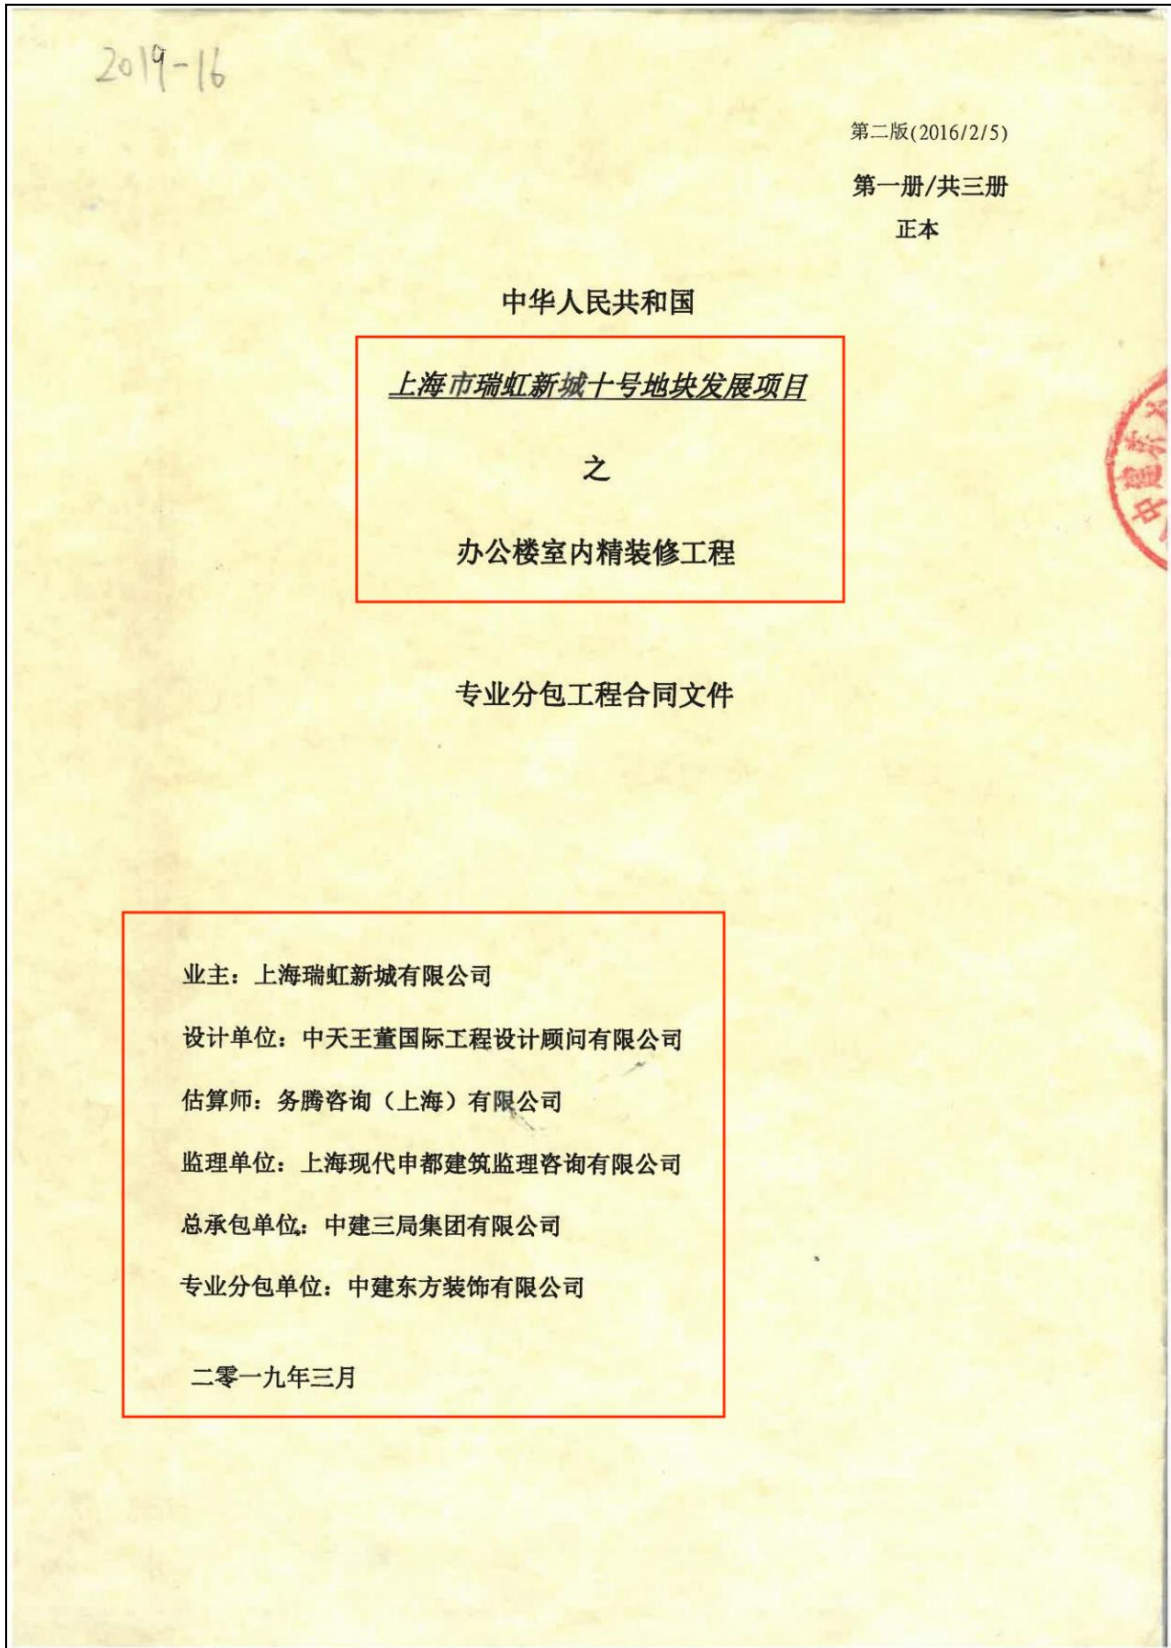 2019-16
第二版(2016/2/5)
第一册/共三册
正本
中华人民共和国
上海市瑞虹新城十号地块发展项目
之
办公楼室内精装修工程
中建东方
专业分包工程合同文件
业主：上海瑞虹新城有限公司
设计单位：中天王董国际工程设计顾问有限公司
估算师：务腾咨询（上海）有限公司
监理单位：上海现代申都建筑监理咨询有限公司
总承包单位：中建三局集团有限公司
专业分包单位：中建东方装饰有限公司
二零一九年三月